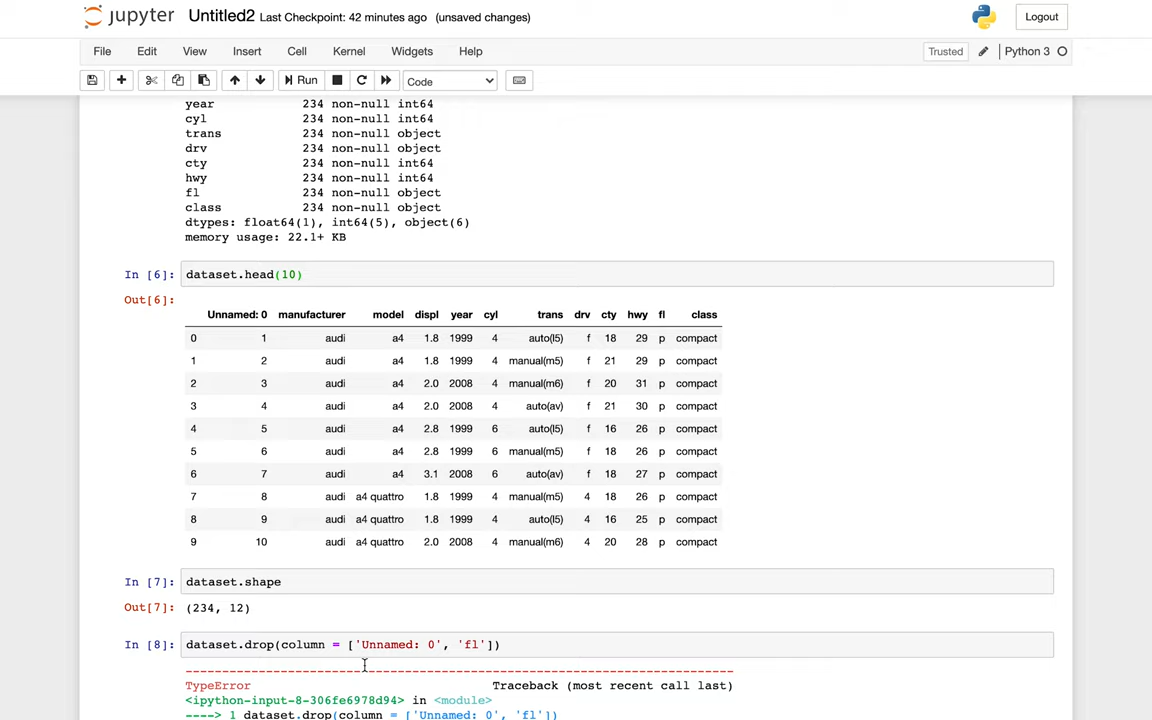 jupyter Untitled2 Last Checkpoint: 42 minutes ago (unsaved changes) Logout
File Edit View Insert Cell Kernel Widgets Help Trusted Python 3
Run Code
year 234 non-null int64
cyl 234 non-null int64
trans 234 non-null object
drv 234 non-null object
cty 234 non-null int64
hwy 234 non-null int64
fl 234 non-null object
class 234 non-null object
dtypes: float64(1), int64(5), object(6)
memory usage: 22.1+ KB
In [6]: dataset.head(10)
Out[6]:
Unnamed: 0 manufacturer model displ year cyl trans drv cty hwy fl class
0 1 audi a4 1.8 1999 4 auto(l5) f 18 29 p compact
1 2 audi a4 1.8 1999 4 manual(m5) f 21 29 p compact
2 3 audi a4 2.0 2008 4 manual(m6) f 20 31 p compact
3 4 audi a4 2.0 2008 4 auto(av) f 21 30 p compact
4 5 audi a4 2.8 1999 6 auto(l5) f 16 26 p compact
5 6 audi a4 2.8 1999 6 manual(m5) f 18 26 p compact
6 7 audi a4 3.1 2008 6 auto(av) f 18 27 p compact
7 8 audi a4 quattro 1.8 1999 4 manual(m5) 4 18 26 p compact
8 9 audi a4 quattro 1.8 1999 4 auto(l5) 4 16 25 p compact
9 10 audi a4 quattro 2.0 2008 4 manual(m6) 4 20 28 p compact
In [7]: dataset.shape
Out[7]: (234, 12)
In [8]: dataset.drop(column = ['Unnamed: 0', 'fl'])
---------------------------------------------------------------------------
TypeError Traceback (most recent call last)
<ipython-input-8-306fe6978d94> in <module>
----> 1 dataset.drop(column = ['Unnamed: 0', 'fl'])